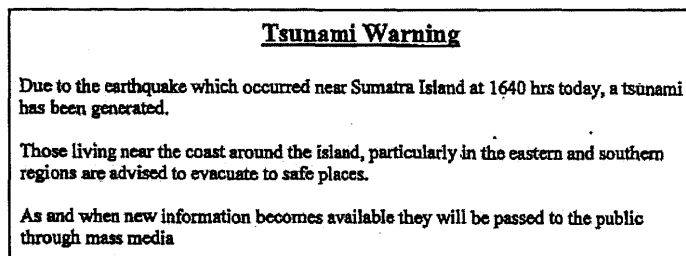 Tsunami Warning
Due to the earthquake which occurred near Sumatra Island at 1640 hrs today, a tsunami
has been generated.
Those living near the coast around the island, particularly in the eastern and southern
regions are advised to evacuate to safe places.
As and when new information becomes available they will be passed to the public
through mass media